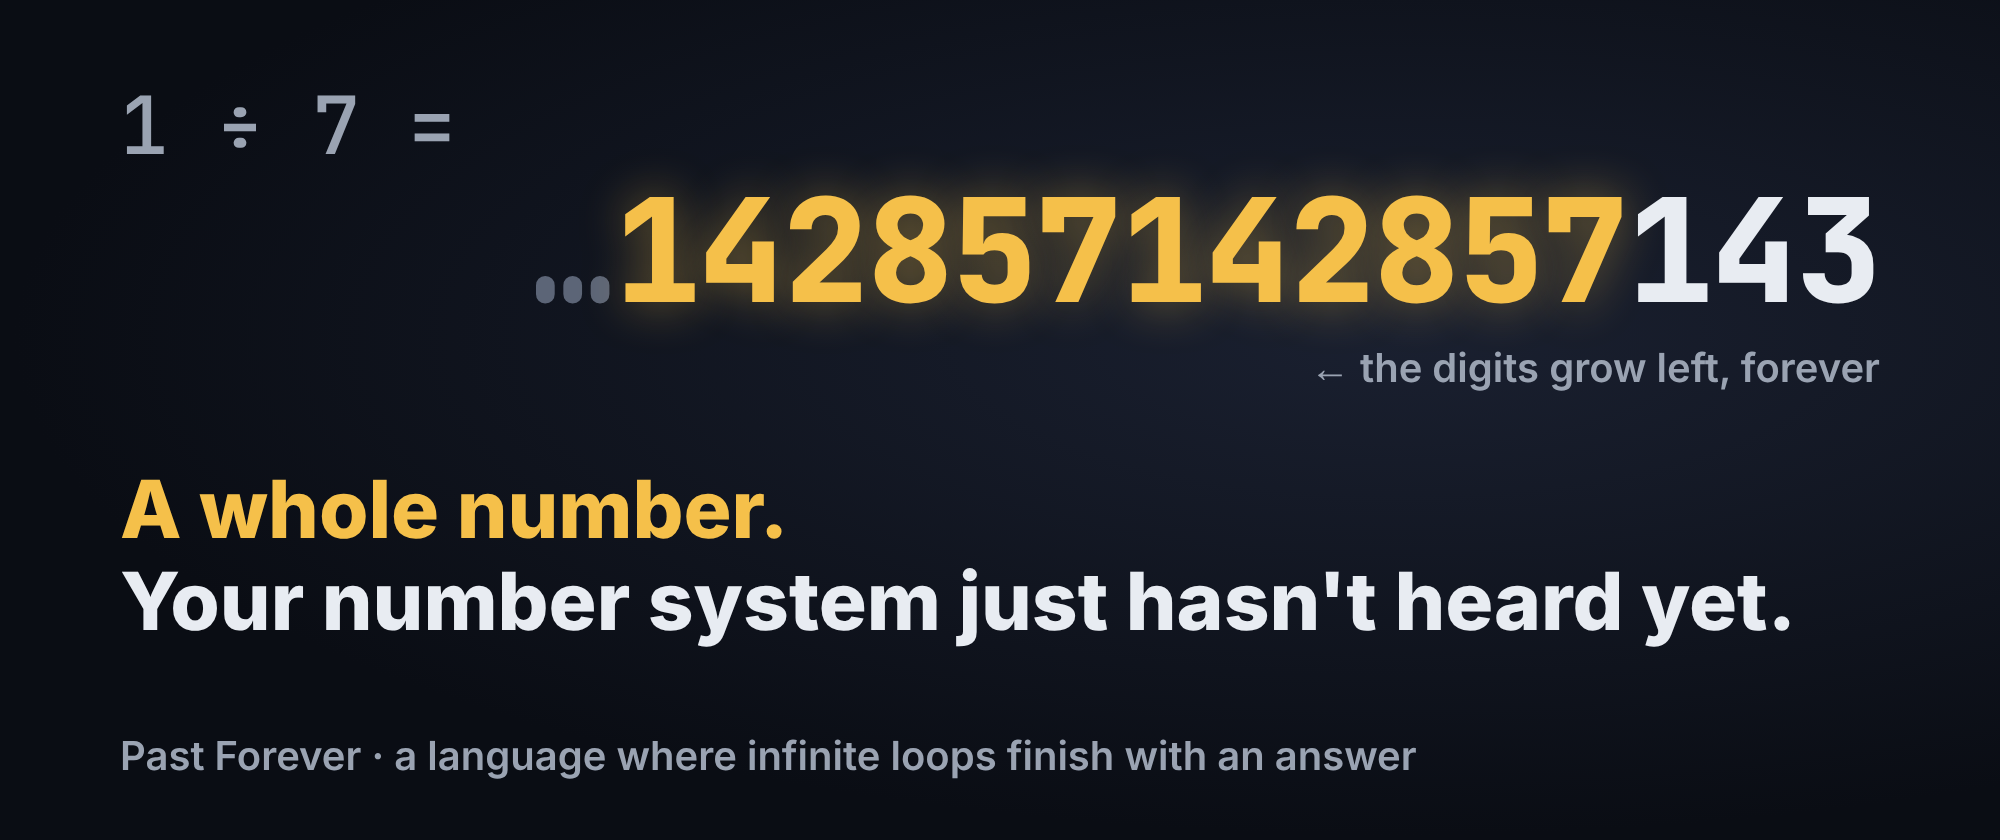 1 ÷ 7 =
...142857142857143
← the digits grow left, forever
A whole number.
Your number system just hasn't heard yet.
Past Forever · a language where infinite loops finish with an answer